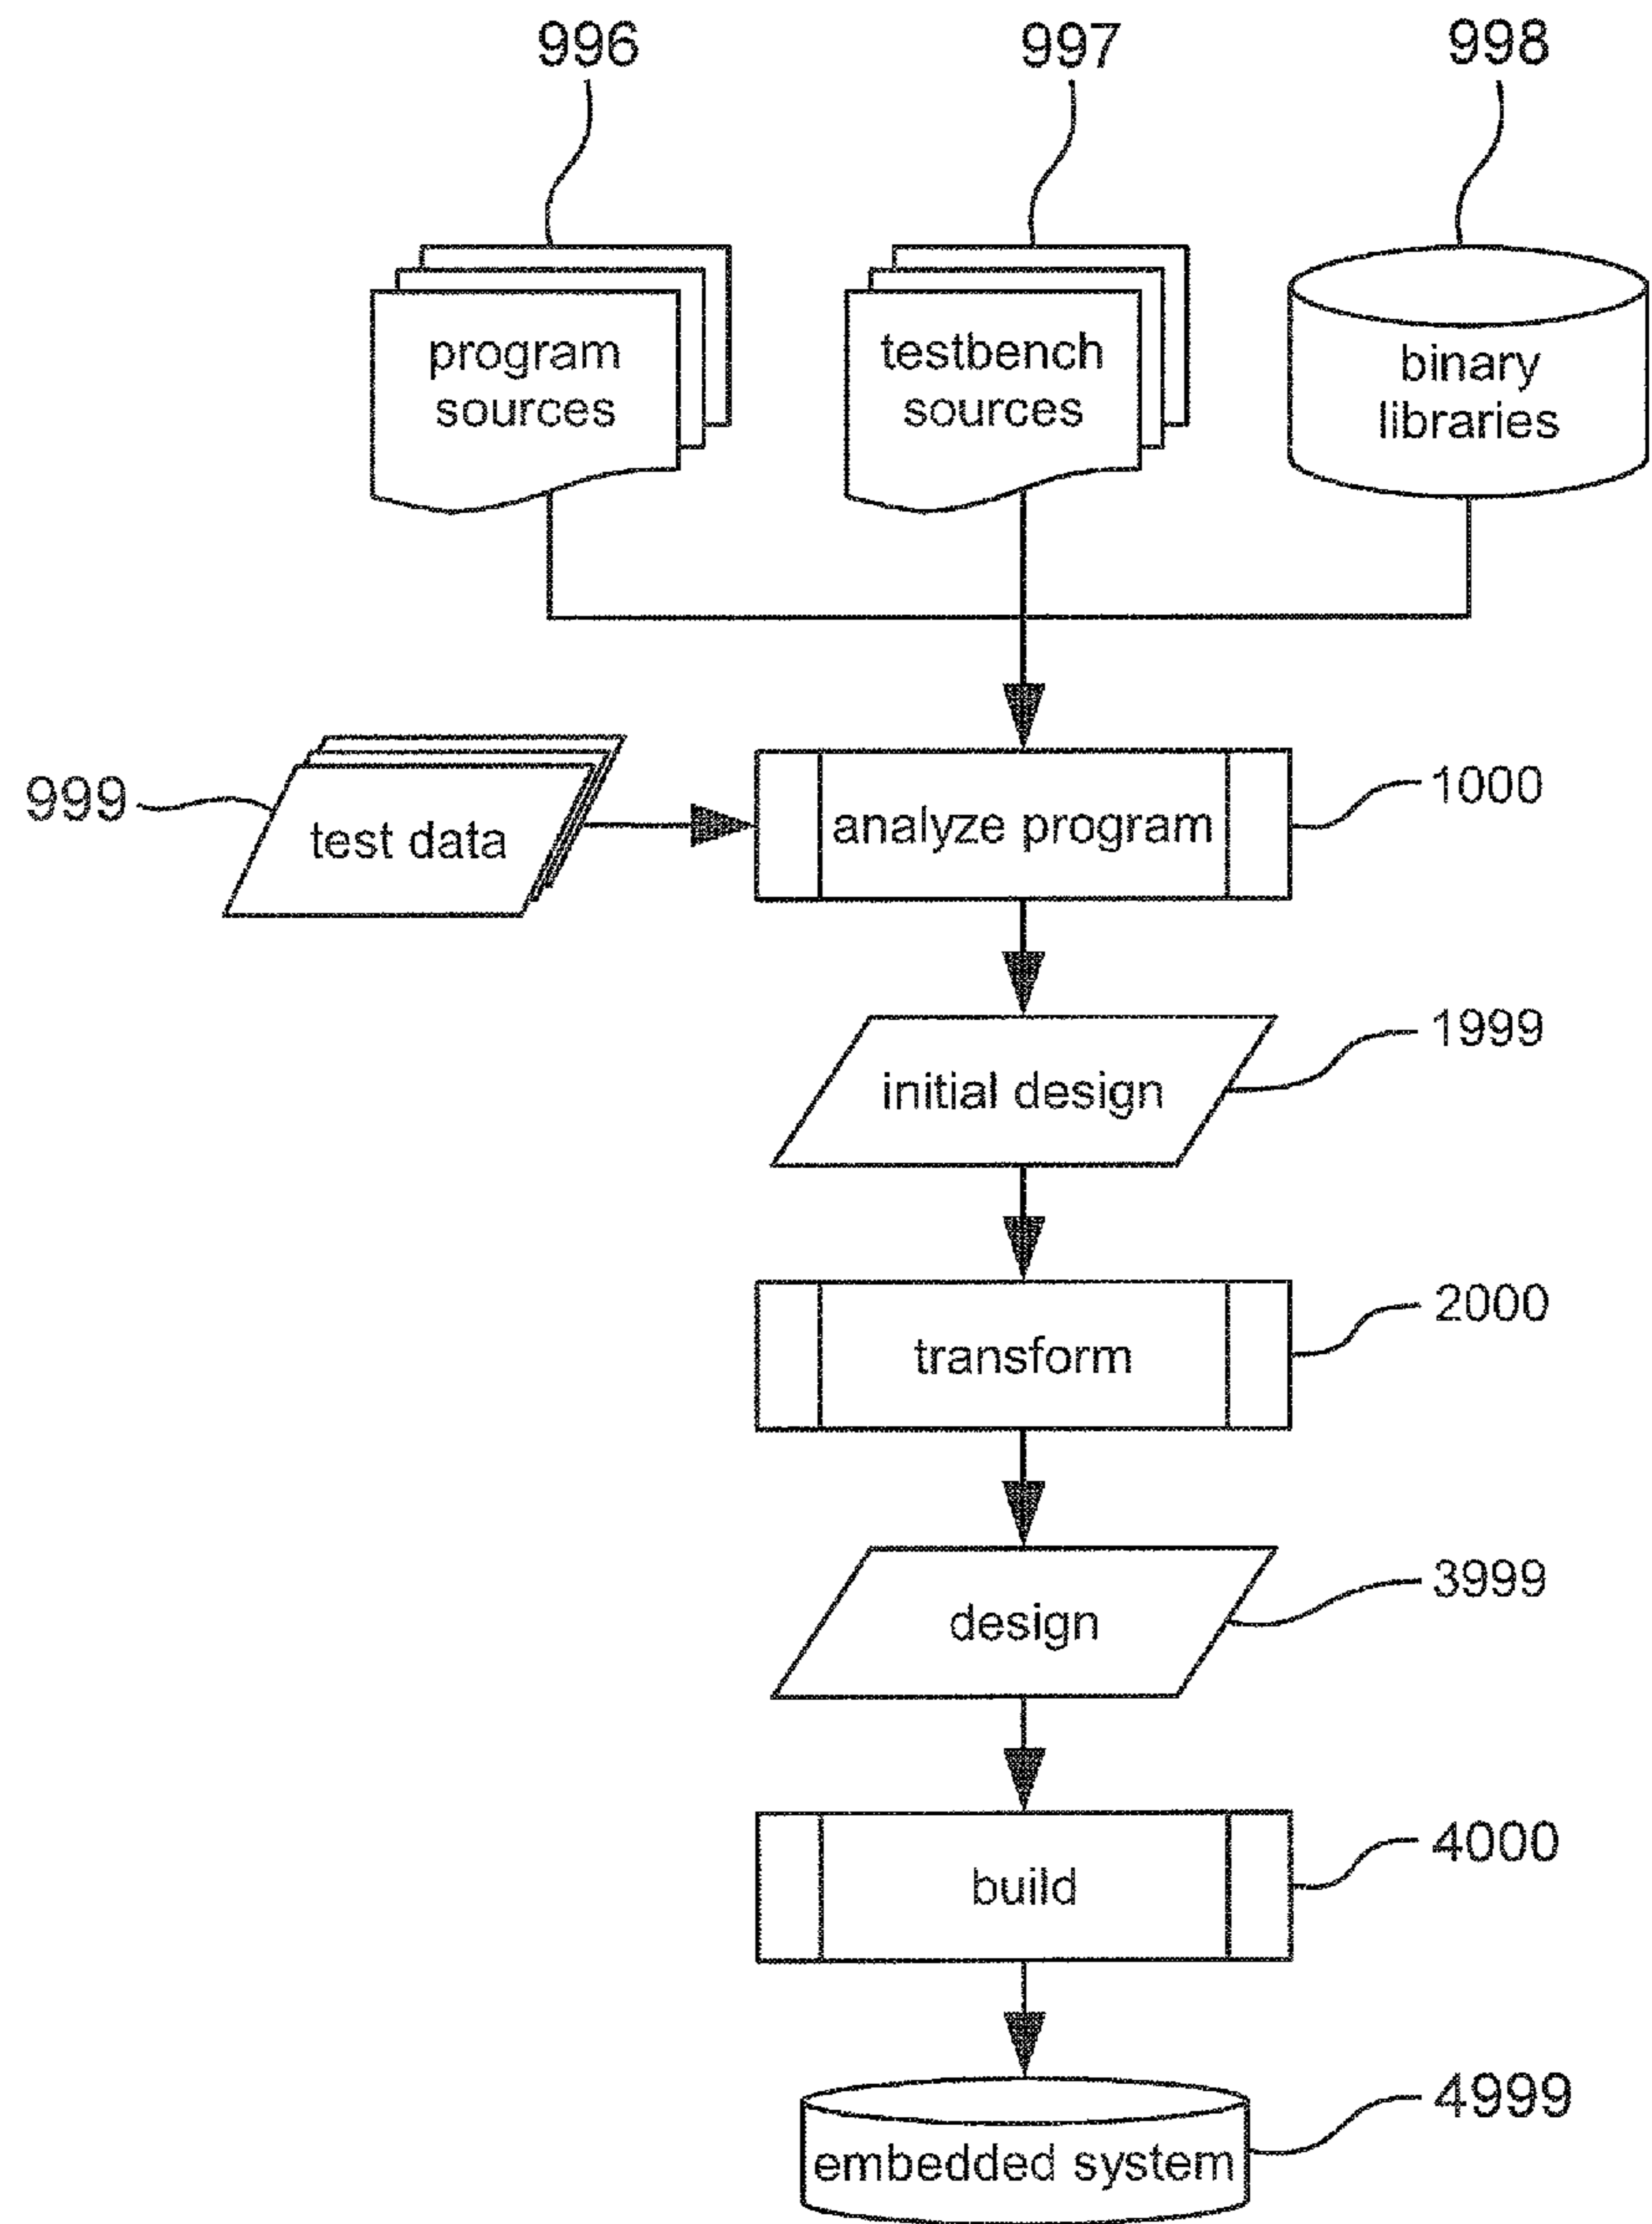 996
997
998
program
sources
testbench
sources
binary
libraries
999
test data
analyze program
1000
initial design
1999
transform
2000
design
3999
build
4000
embedded system
4999